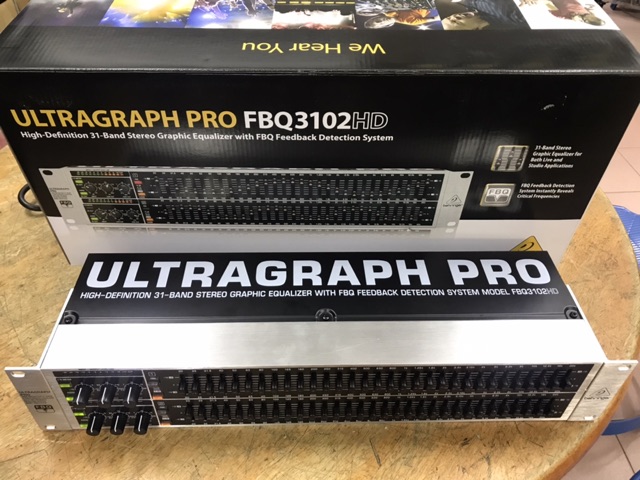 We Hear You
ULTRAGRAPH PRO FBQ3102HD
High-Definition 31-Band Stereo Graphic Equalizer with FBQ Feedback Detection System
31-Band Stereo
Graphic Equalizer for
Both Live and
Studio Applications
FBQ
FBQ Feedback Detection
System Instantly Reveals
Critical Frequencies
ULTRAGRAPH PRO
HIGH-DEFINITION 31-BAND STEREO GRAPHIC EQUALIZER WITH FBQ FEEDBACK DETECTION SYSTEM MODEL FBQ3102HD
FBQ